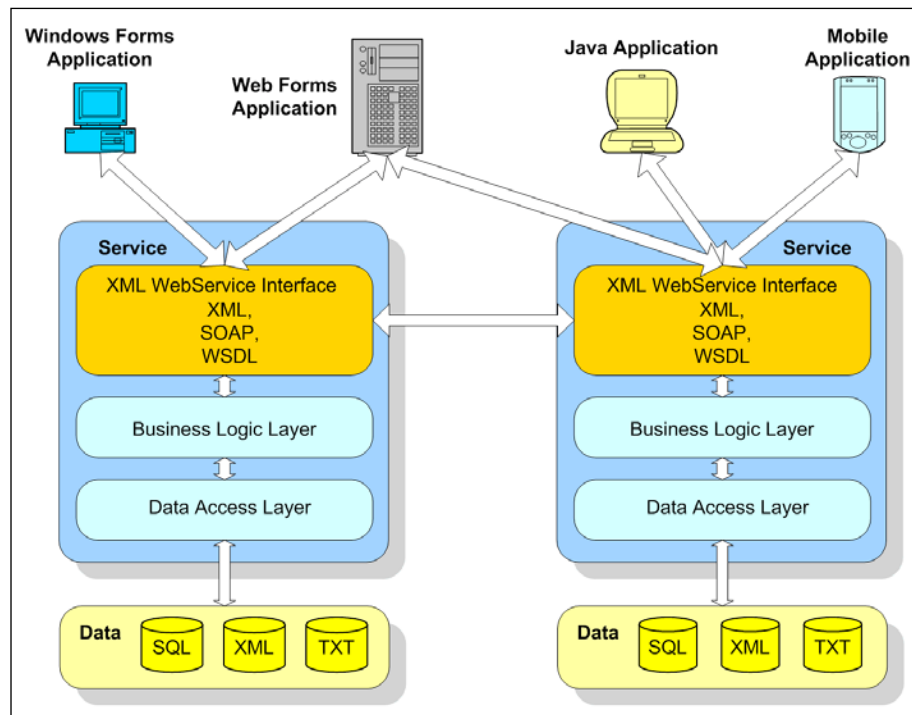 Windows Forms
Application
Web Forms
Application
Java Application
Mobile
Application
Service
XML WebService Interface
XML,
SOAP,
WSDL
Business Logic Layer
Data Access Layer
Data
SQL
XML
TXT
Service
XML WebService Interface
XML,
SOAP,
WSDL
Business Logic Layer
Data Access Layer
Data
SQL
XML
TXT